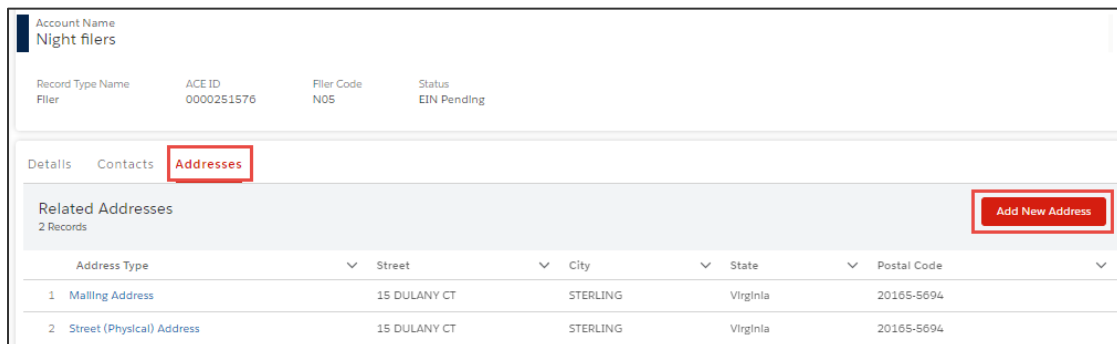 Account Name
Night filers
Record Type Name ACE ID Filer Code Status
Filer 0000251576 N05 EIN Pending
Details Contacts Addresses
Related Addresses
2 Records
Add New Address
Address Type Street City State Postal Code
1 Mailing Address 15 DULANY CT STERLING Virginia 20165-5694
2 Street (Physical) Address 15 DULANY CT STERLING Virginia 20165-5694